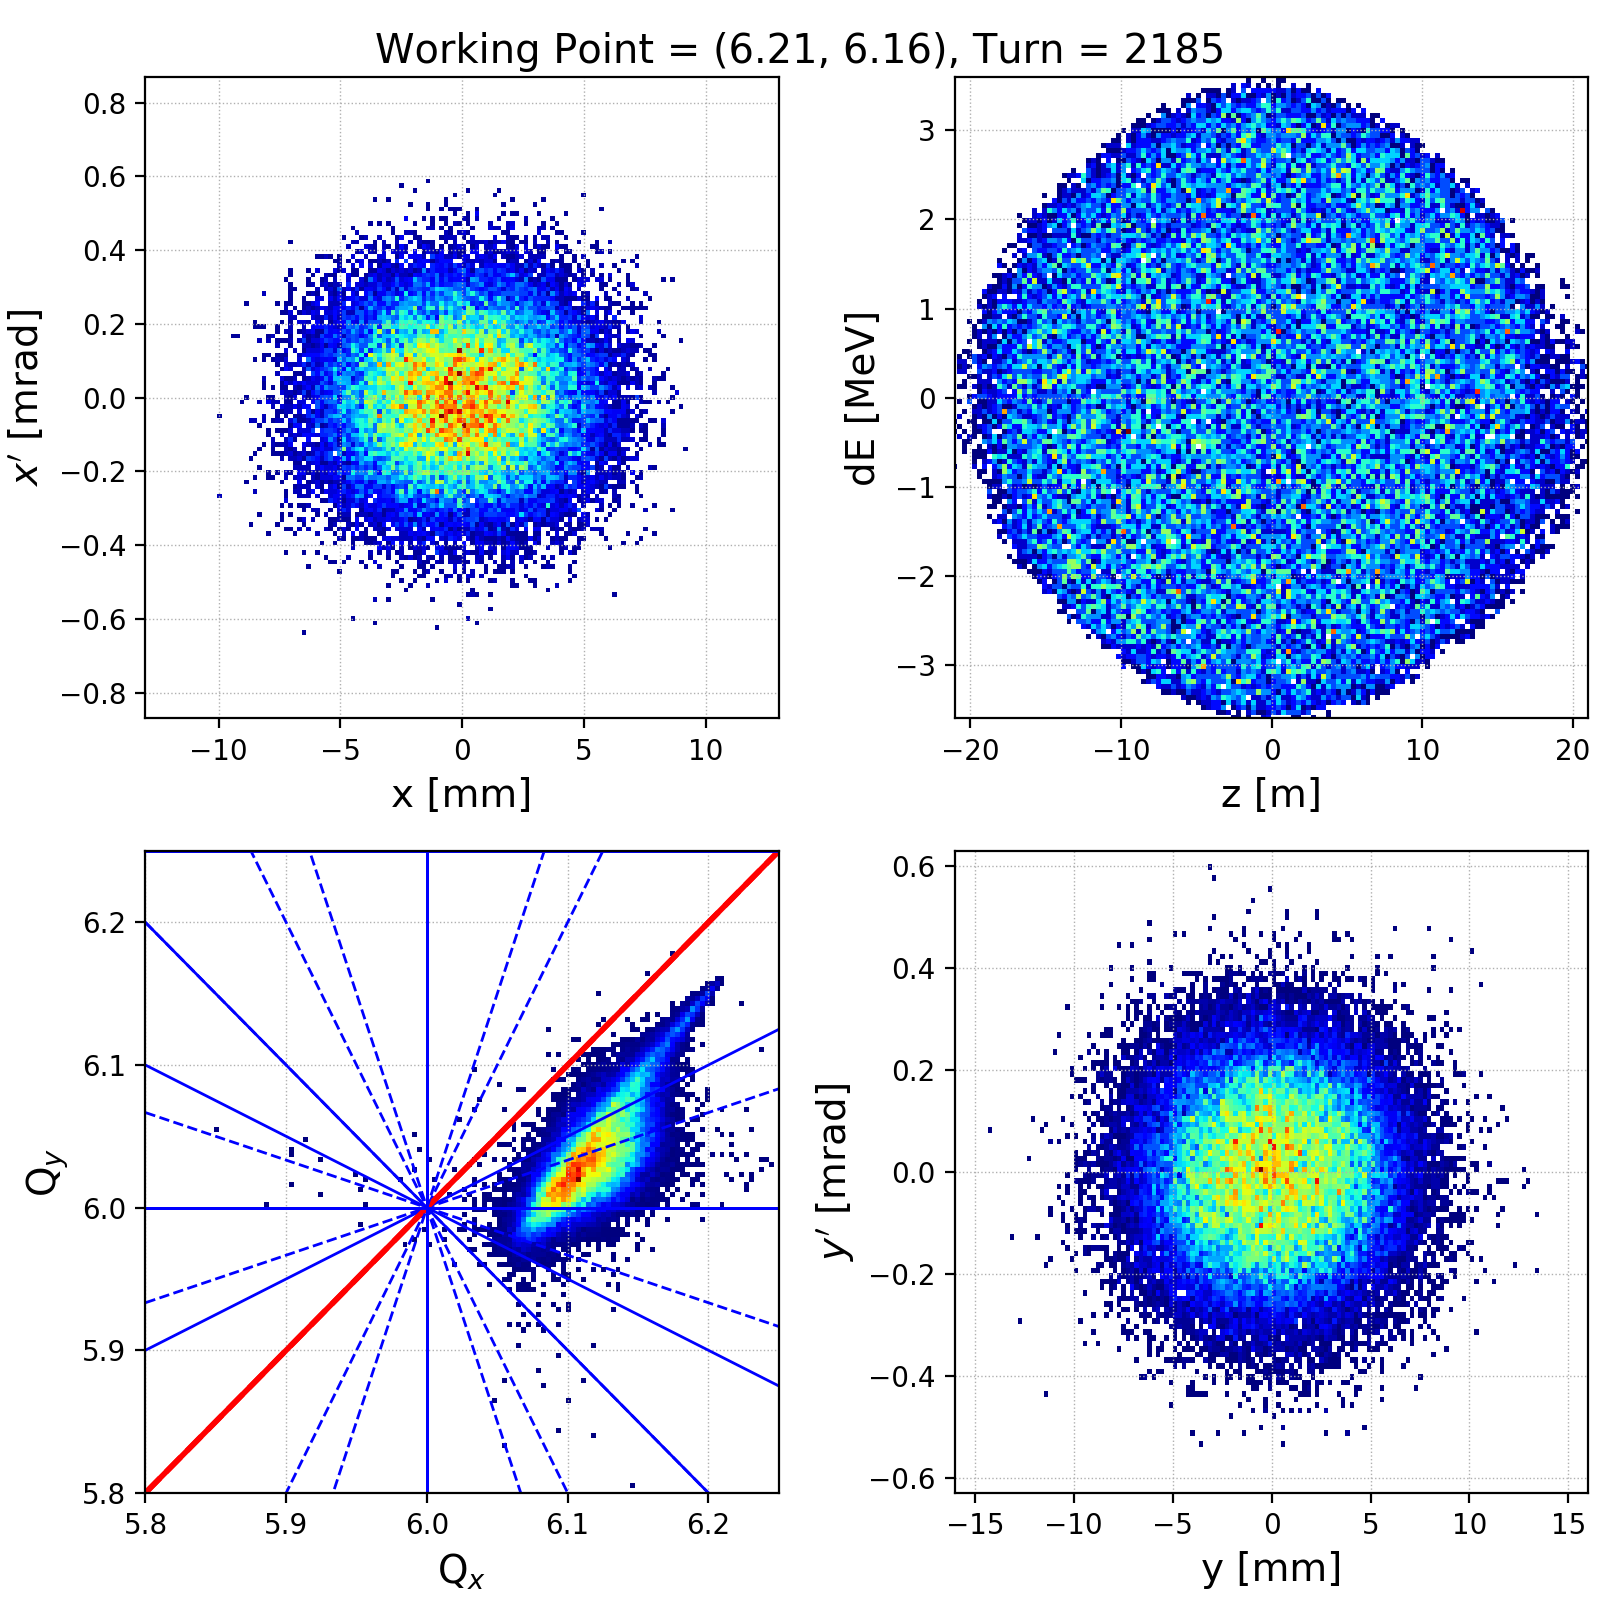 Working Point = (6.21, 6.16), Turn = 2185
0.8
0.6
0.4
0.2
0.0
−0.2
−0.4
−0.6
−0.8
x′ [mrad]
−10 −5 0 5 10
x [mm]
3
2
1
0
−1
−2
−3
dE [MeV]
−20 −10 0 10 20
z [m]
6.2
6.1
6.0
5.9
5.8
Qy
5.8 5.9 6.0 6.1 6.2
Qx
0.6
0.4
0.2
0.0
−0.2
−0.4
−0.6
y′ [mrad]
−15 −10 −5 0 5 10 15
y [mm]